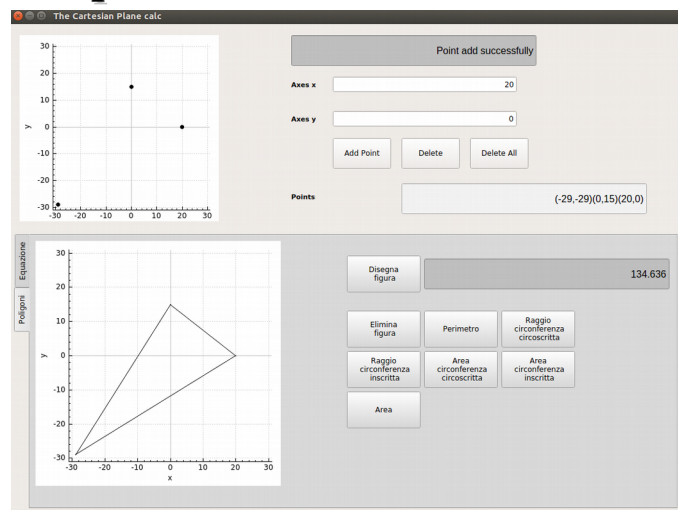 The Cartesian Plane calc
30
20
10
0
-10
-20
-30
y
-30 -20 -10 0 10 20 30
Point add successfully
Axes x
20
Axes y
0
Add Point
Delete
Delete All
Points
(-29,-29)(0,15)(20,0)
Equazione
Poligoni
30
20
10
0
-10
-20
-30
y
-30 -20 -10 0 10 20 30
x
Disegna
figura
134.636
Elimina
figura
Perimetro
Raggio
circonferenza
circoscritta
Raggio
circonferenza
inscritta
Area
circonferenza
circoscritta
Area
circonferenza
inscritta
Area